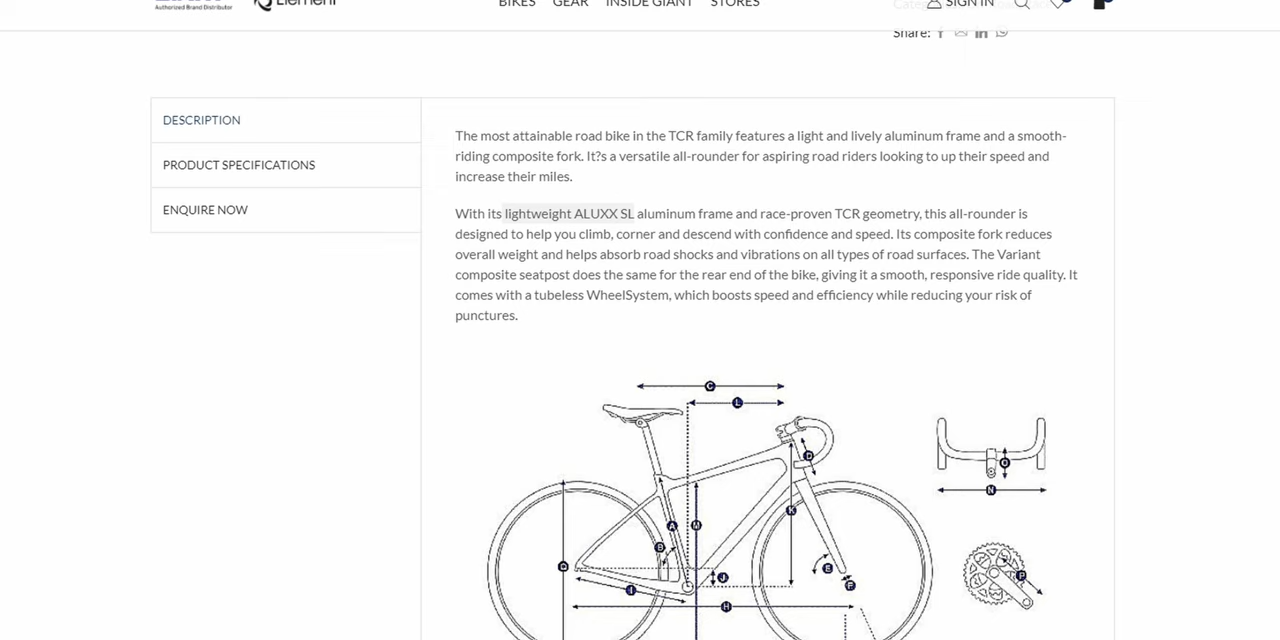 Authorized Brand Distributor
Element
BIKES GEAR INSIDE GIANT STORES
SIGN IN
Share:
DESCRIPTION
PRODUCT SPECIFICATIONS
ENQUIRE NOW
The most attainable road bike in the TCR family features a light and lively aluminum frame and a smooth-
riding composite fork. It?s a versatile all-rounder for aspiring road riders looking to up their speed and
increase their miles.
With its lightweight ALUXX SL aluminum frame and race-proven TCR geometry, this all-rounder is
designed to help you climb, corner and descend with confidence and speed. Its composite fork reduces
overall weight and helps absorb road shocks and vibrations on all types of road surfaces. The Variant
composite seatpost does the same for the rear end of the bike, giving it a smooth, responsive ride quality. It
comes with a tubeless WheelSystem, which boosts speed and efficiency while reducing your risk of
punctures.
C
L
D
O
N
K
A
M
B
E
J
F
P
I
H